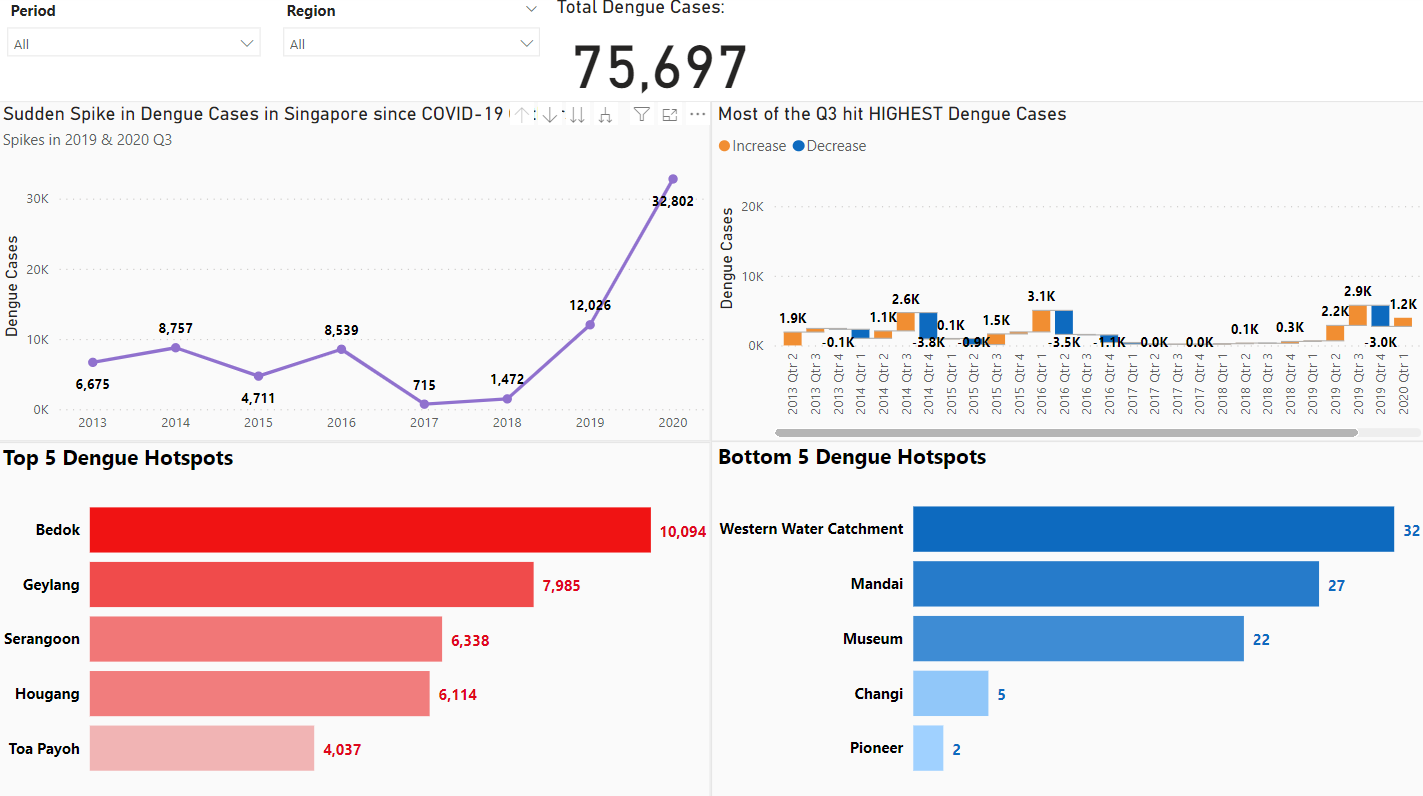 Period
Region
Total Dengue Cases:
All
All
75,697
Sudden Spike in Dengue Cases in Singapore since COVID-19
Spikes in 2019 & 2020 Q3
Dengue Cases
30K
20K
10K
0K
6,675
8,757
4,711
8,539
715
1,472
12,026
32,802
2013
2014
2015
2016
2017
2018
2019
2020
Most of the Q3 hit HIGHEST Dengue Cases
Increase
Decrease
Dengue Cases
20K
10K
0K
1.9K
-0.1K
1.1K
2.6K
-3.8K
0.1K
-0.9K
1.5K
3.1K
-3.5K
-1.1K
0.0K
0.0K
0.1K
0.3K
2.2K
2.9K
-3.0K
1.2K
2013 Qtr 2
2013 Qtr 3
2013 Qtr 4
2014 Qtr 1
2014 Qtr 2
2014 Qtr 3
2014 Qtr 4
2015 Qtr 1
2015 Qtr 2
2015 Qtr 3
2015 Qtr 4
2016 Qtr 1
2016 Qtr 2
2016 Qtr 3
2016 Qtr 4
2017 Qtr 1
2017 Qtr 2
2017 Qtr 3
2017 Qtr 4
2018 Qtr 1
2018 Qtr 2
2018 Qtr 3
2018 Qtr 4
2019 Qtr 1
2019 Qtr 2
2019 Qtr 3
2019 Qtr 4
2020 Qtr 1
Top 5 Dengue Hotspots
Bedok
10,094
Geylang
7,985
Serangoon
6,338
Hougang
6,114
Toa Payoh
4,037
Bottom 5 Dengue Hotspots
Western Water Catchment
32
Mandai
27
Museum
22
Changi
5
Pioneer
2